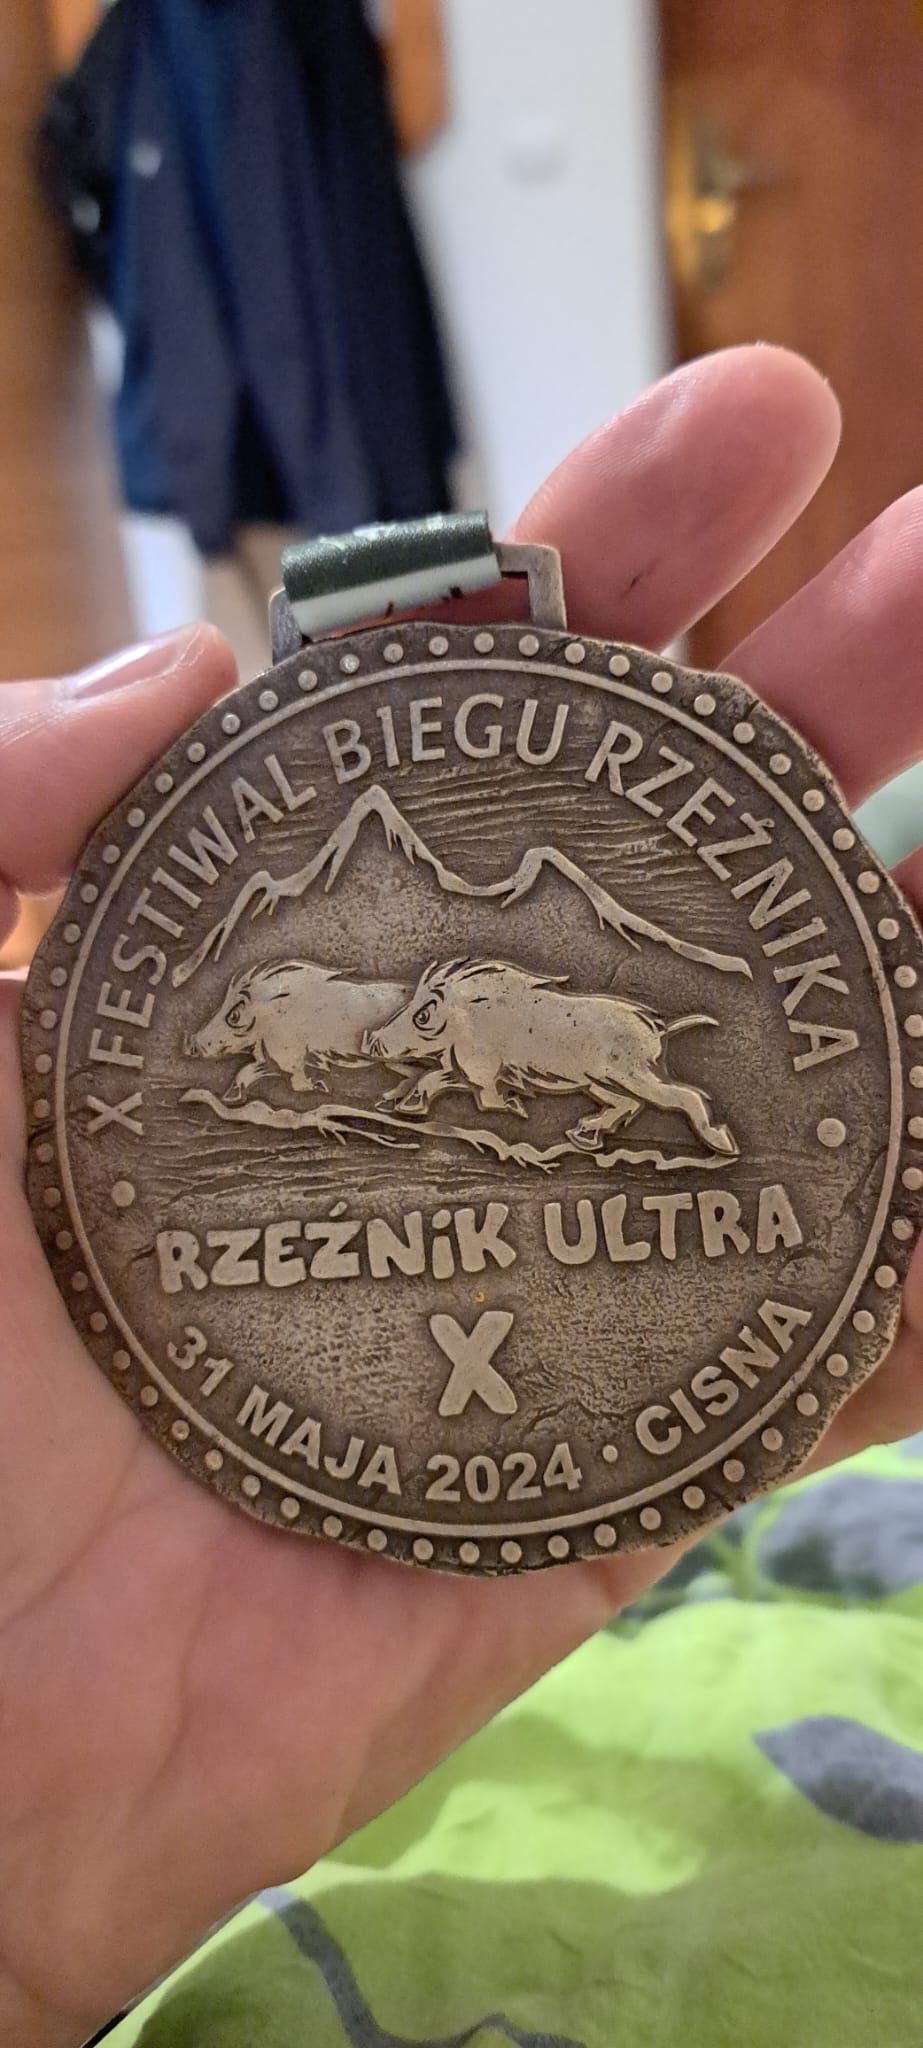 X FESTIWAL BIEGU RZEŹNIKA
RZEŹNiK ULTRA
X
31 MAJA 2024 • CISNA